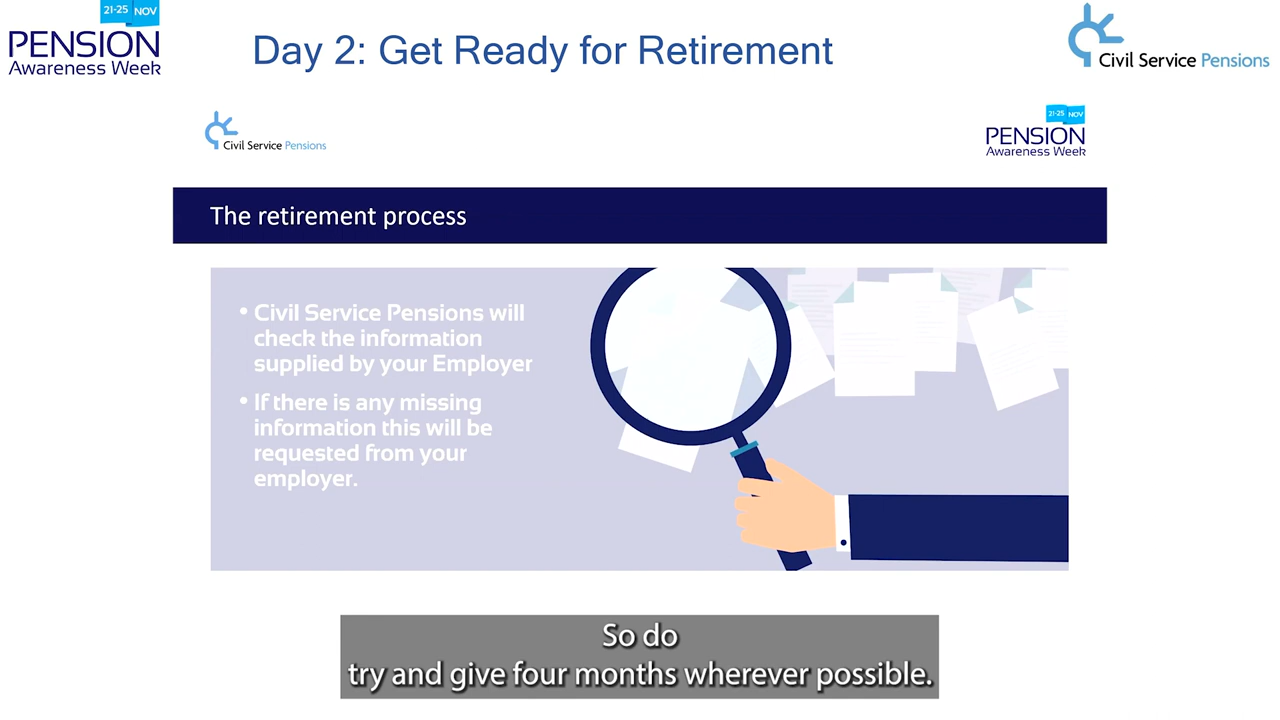 21-25 NOV
PENSION
Awareness Week
Day 2: Get Ready for Retirement
Civil Service Pensions
Civil Service Pensions
21-25 NOV
PENSION
Awareness Week
The retirement process
• Civil Service Pensions will
check the information
supplied by your Employer
• If there is any missing
information this will be
requested from your
employer.
So do
try and give four months wherever possible.